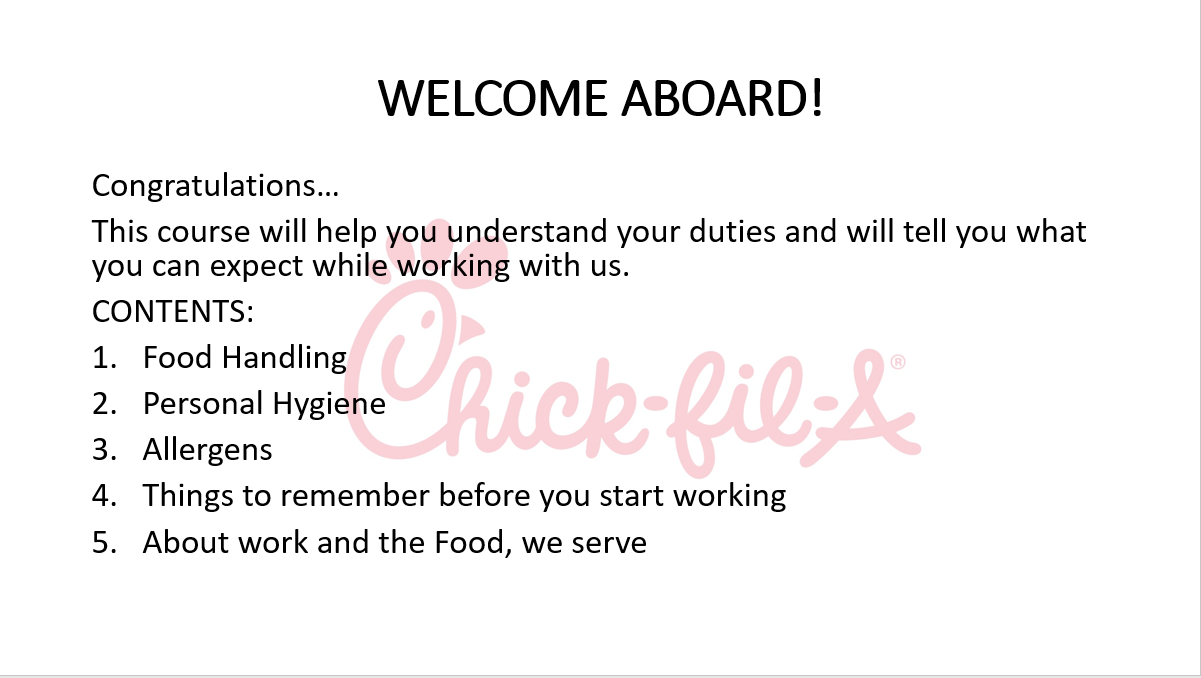 WELCOME ABOARD!
Congratulations…
This course will help you understand your duties and will tell you what
you can expect while working with us.
CONTENTS:
1. Food Handling
2. Personal Hygiene
3. Allergens
4. Things to remember before you start working
5. About work and the Food, we serve
Chick-fil-A®